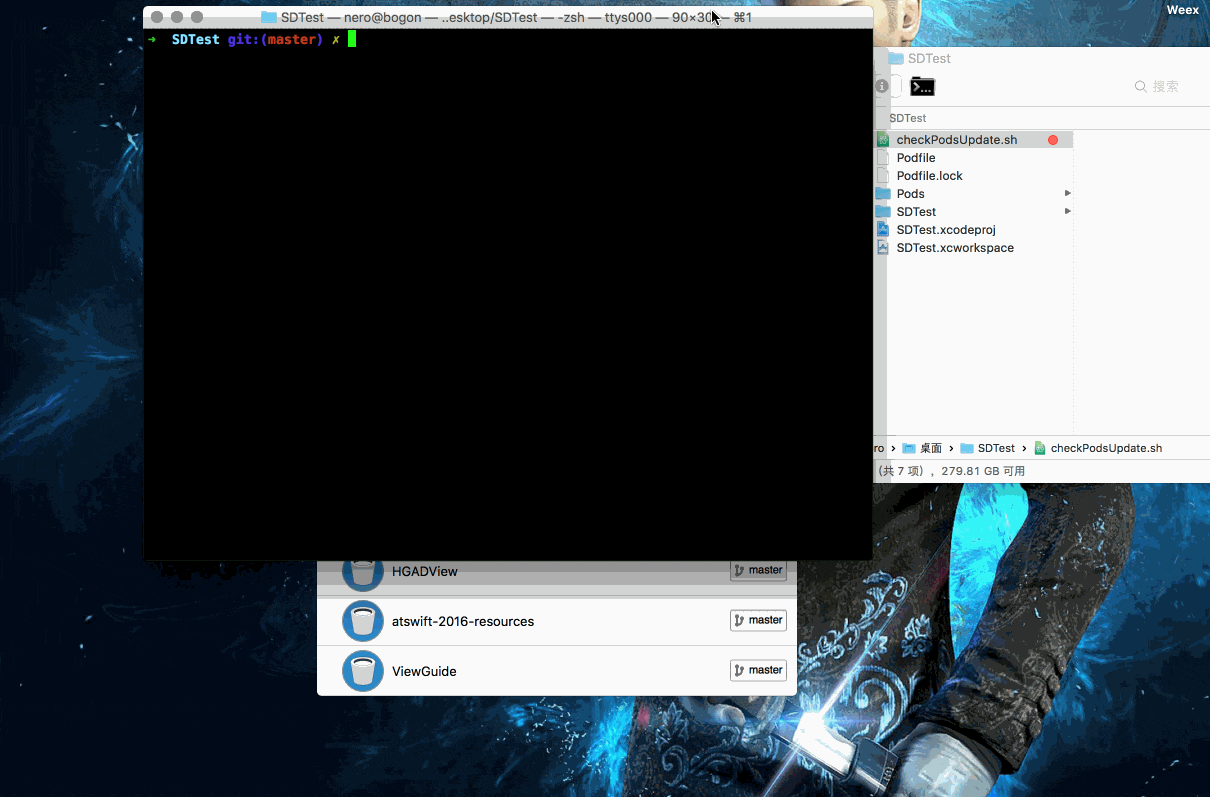 Weex
SDTest — nero@bogon — ..esktop/SDTest — -zsh — ttys000 — 90×30 — ⌘1
➜ SDTest git:(master) ✗
SDTest
搜索
SDTest
checkPodsUpdate.sh
Podfile
Podfile.lock
Pods
SDTest
SDTest.xcodeproj
SDTest.xcworkspace
ro › 桌面 › SDTest › checkPodsUpdate.sh
(共 7 项) ，279.81 GB 可用
HGADView master
atswift-2016-resources master
ViewGuide master